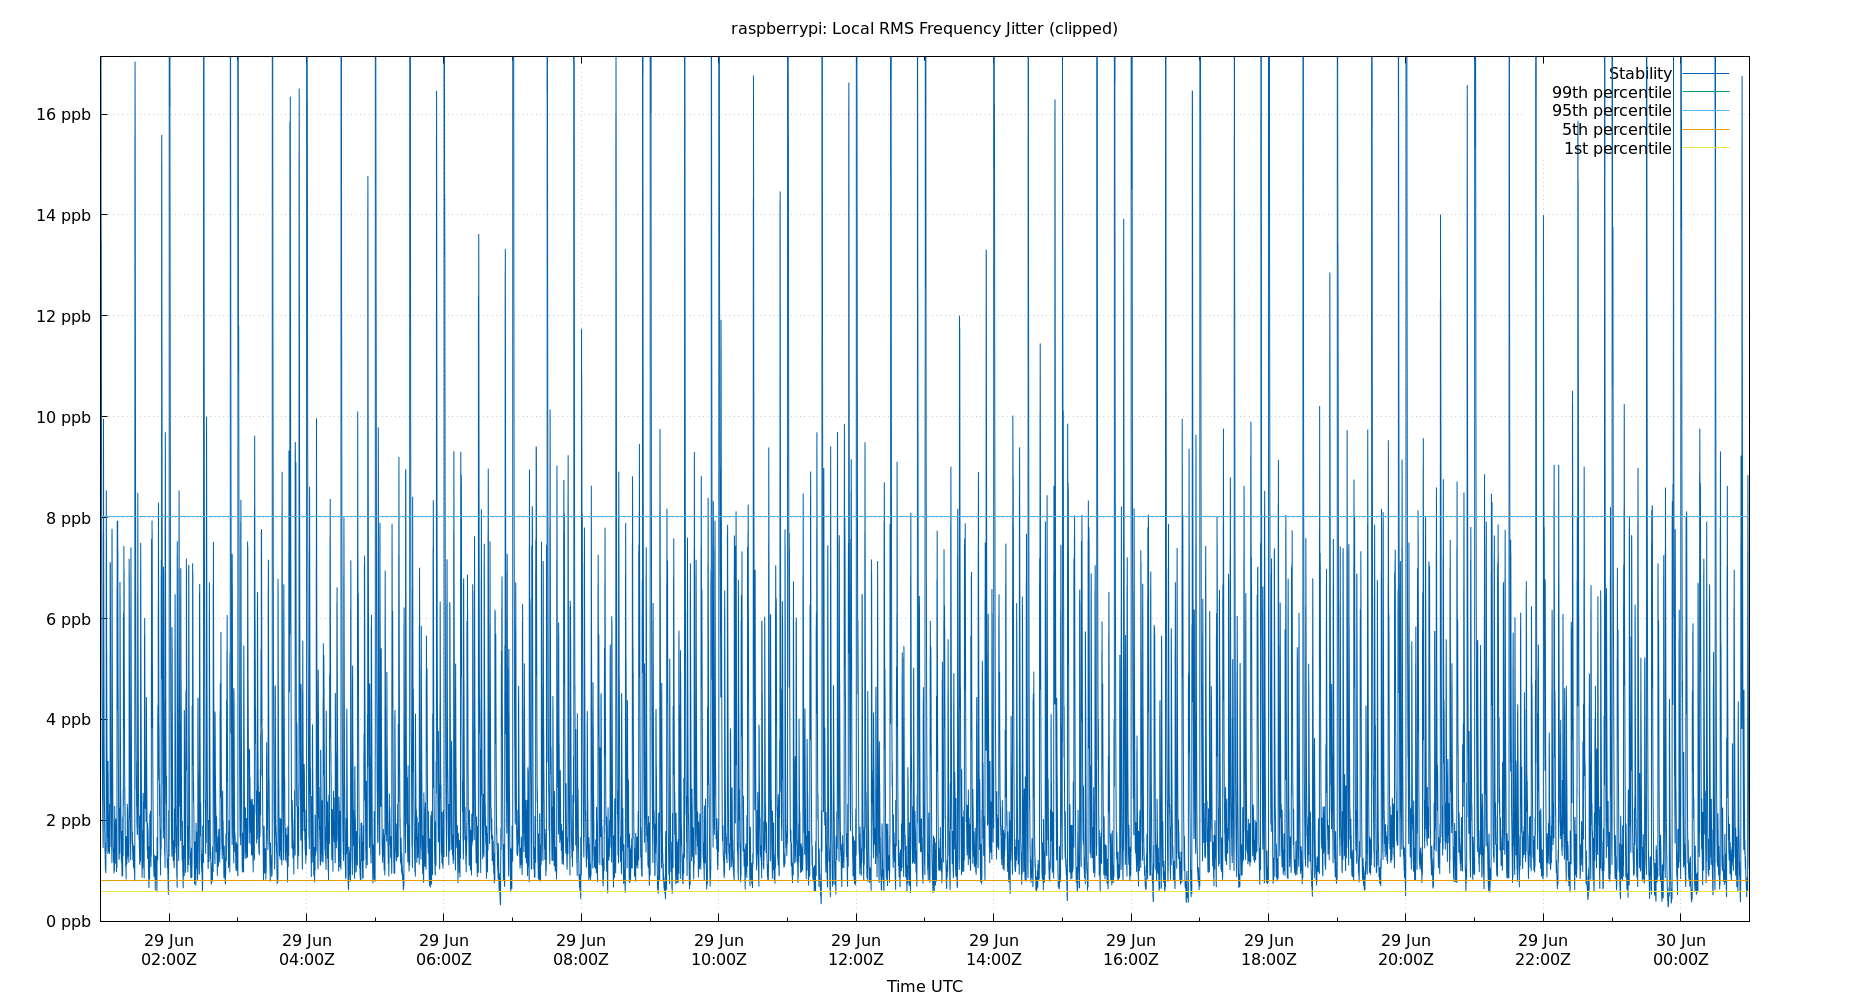 raspberrypi: Local RMS Frequency Jitter (clipped)
Stability
99th percentile
95th percentile
5th percentile
1st percentile
16 ppb
14 ppb
12 ppb
10 ppb
8 ppb
6 ppb
4 ppb
2 ppb
0 ppb
29 Jun 29 Jun 29 Jun 29 Jun 29 Jun 29 Jun 29 Jun 29 Jun 29 Jun 29 Jun 29 Jun 30 Jun
02:00Z 04:00Z 06:00Z 08:00Z 10:00Z 12:00Z 14:00Z 16:00Z 18:00Z 20:00Z 22:00Z 00:00Z
Time UTC